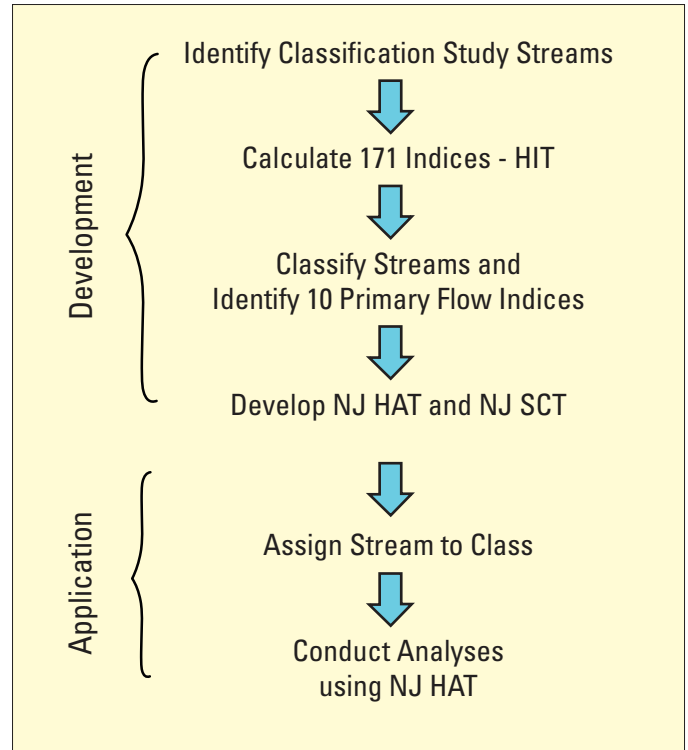 Development
Identify Classification Study Streams
Calculate 171 Indices - HIT
Classify Streams and
Identify 10 Primary Flow Indices
Develop NJ HAT and NJ SCT
Application
Assign Stream to Class
Conduct Analyses
using NJ HAT